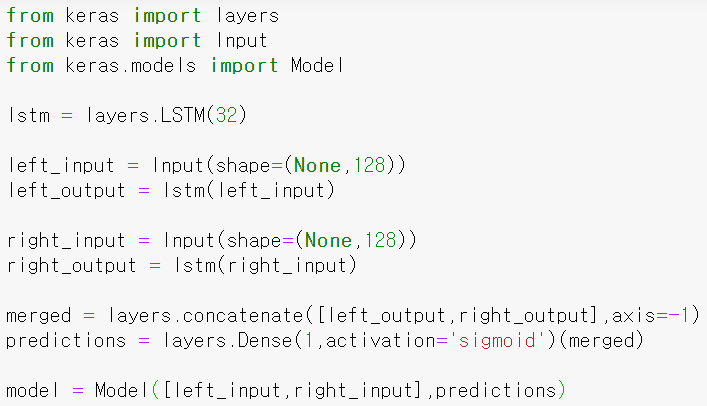 from keras import layers
from keras import Input
from keras.models import Model
lstm = layers.LSTM(32)
left_input = Input(shape=(None,128))
left_output = lstm(left_input)
right_input = Input(shape=(None,128))
right_output = lstm(right_input)
merged = layers.concatenate([left_output,right_output],axis=-1)
predictions = layers.Dense(1,activation='sigmoid')(merged)
model = Model([left_input,right_input],predictions)